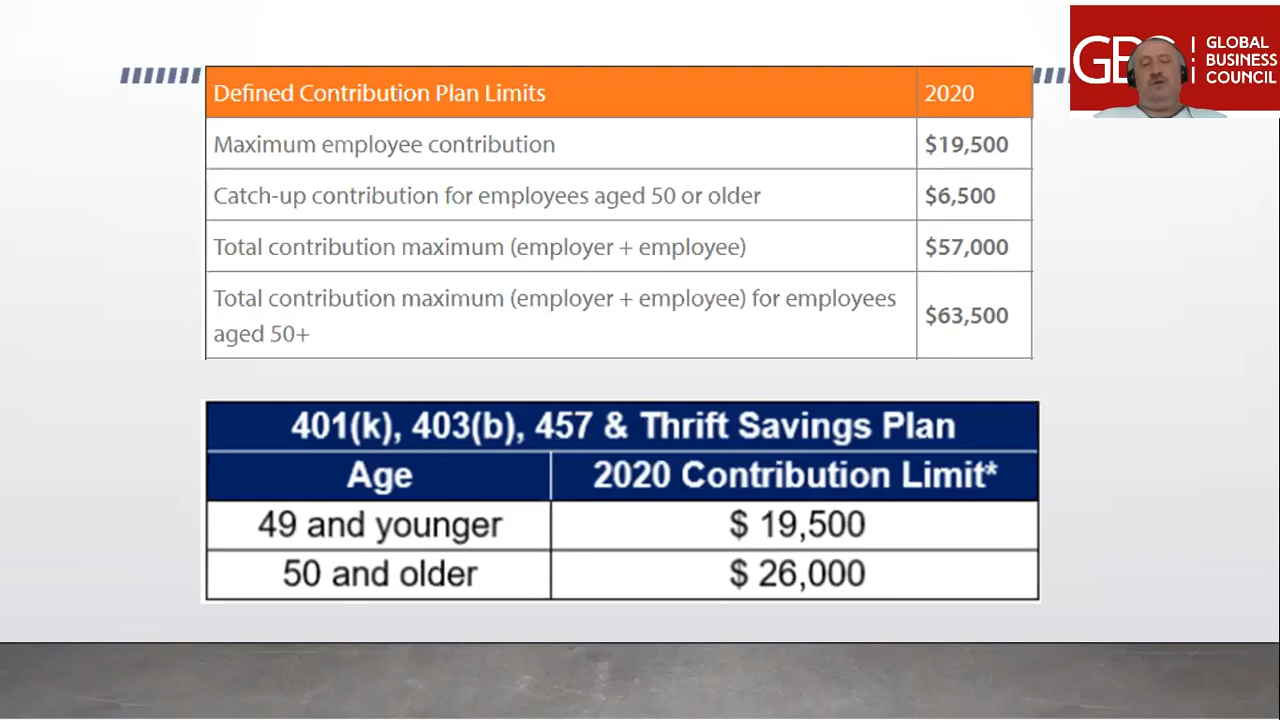 GLOBAL
BUSINESS
COUNCIL
Defined Contribution Plan Limits 2020
Maximum employee contribution $19,500
Catch-up contribution for employees aged 50 or older $6,500
Total contribution maximum (employer + employee) $57,000
Total contribution maximum (employer + employee) for employees
aged 50+ $63,500
401(k), 403(b), 457 & Thrift Savings Plan
Age 2020 Contribution Limit*
49 and younger $ 19,500
50 and older $ 26,000